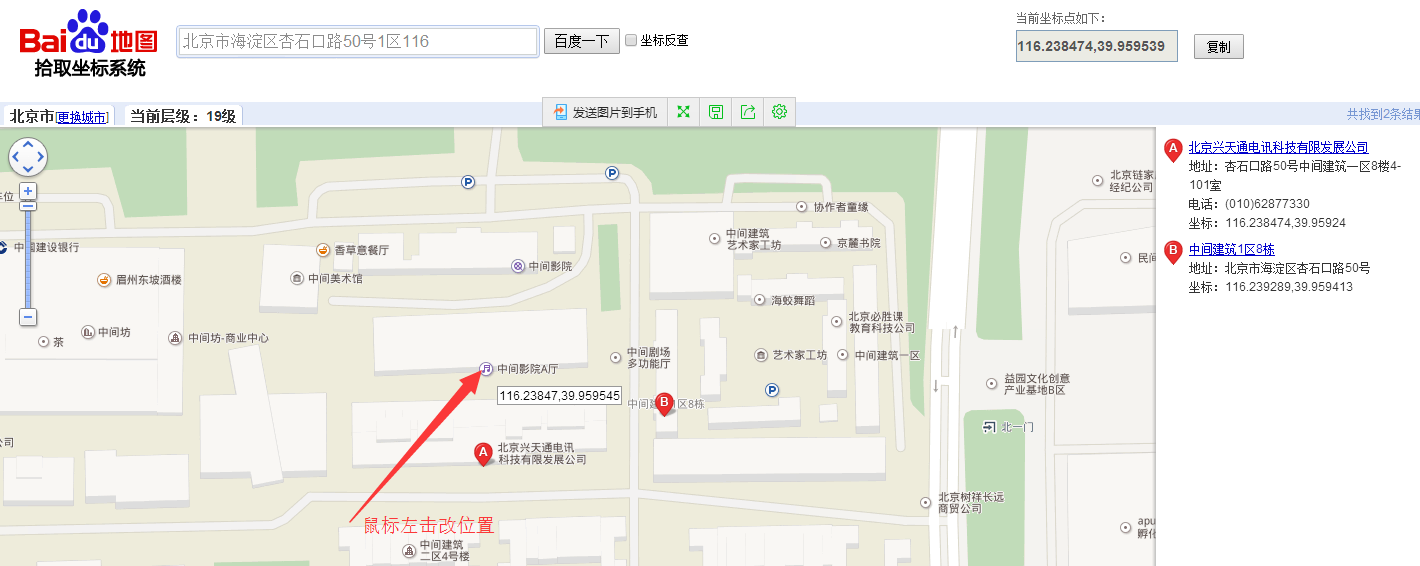 当前坐标点如下：
Bai du 地图
拾取坐标系统
北京市海淀区杏石口路50号1区116
百度一下
坐标反查
116.238474,39.959539
复制
北京市[更换城市]
当前层级：19级
发送图片到手机
共找到2条结果
北京兴天通电讯科技有限发展公司
地址：杏石口路50号中间建筑一区8楼4-
101室
电话：(010)62877330
坐标：116.238474,39.95924
中间建筑1区8栋
地址：北京市海淀区杏石口路50号
坐标：116.239289,39.959413
A
B
P
P
北京链家
经纪公司
车位
协作者童缘
中间建筑
艺术家工坊
京麓书院
中国建设银行
香草意餐厅
中间影院
民间
中间美术馆
眉州东坡酒楼
海蛟舞蹈
北京必胜课
教育科技公司
中间坊
中间坊-商业中心
茶
中间剧场
多功能厅
艺术家工坊
中间建筑一区
中间影院A厅
益园文化创意
产业基地B区
P
116.23847,39.959545
B
北一门
公司
A
北京兴天通电讯
科技有限发展公司
北京树祥长远
商贸公司
鼠标左击改位置
apu
孵化
中间建筑
二区4号楼